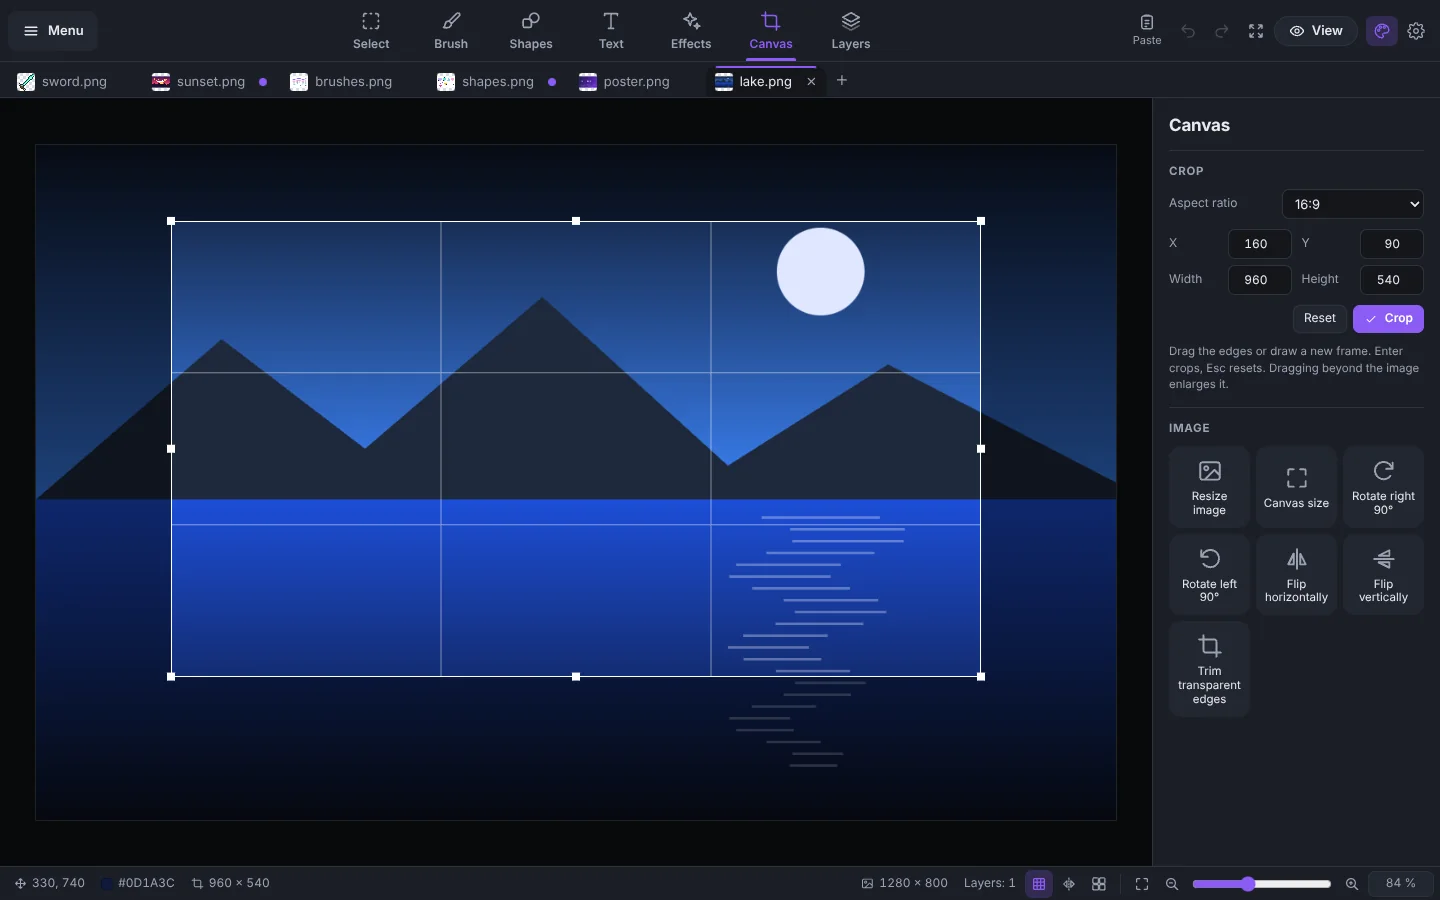 Menu
Select
Brush
Shapes
Text
Effects
Canvas
Layers
Paste
View
sword.png
sunset.png
brushes.png
shapes.png
poster.png
lake.png
Canvas
CROP
Aspect ratio
16:9
X 160 Y 90
Width 960 Height 540
Reset
Crop
Drag the edges or draw a new frame. Enter
crops, Esc resets. Dragging beyond the image
enlarges it.
IMAGE
Resize
image
Canvas size
Rotate right
90°
Rotate left
90°
Flip
horizontally
Flip
vertically
Trim
transparent
edges
330, 740
#0D1A3C
960 × 540
1280 × 800
Layers: 1
84 %